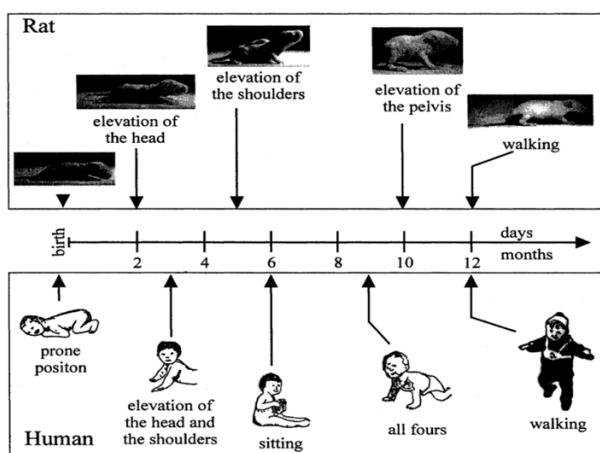 Rat
elevation of
the shoulders
elevation of
the pelvis
elevation of
the head
walking
birth
days
2 4 6 8 10 12
months
prone
positon
elevation of
the head and
the shoulders
sitting
all fours
walking
Human